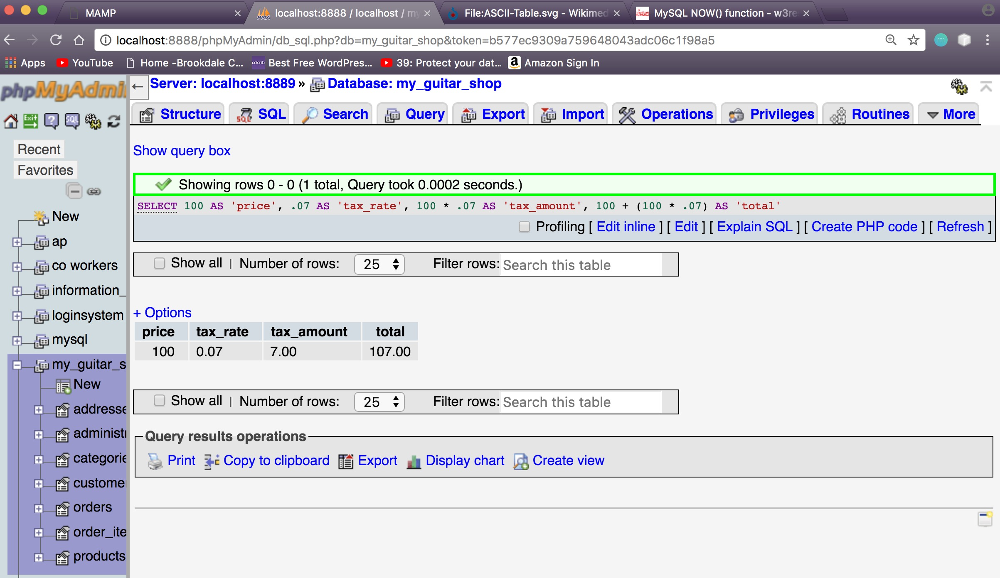 MAMP
localhost:8888 / localhost / my
File:ASCII-Table.svg - Wikimed
MySQL NOW() function - w3re
localhost:8888/phpMyAdmin/db_sql.php?db=my_guitar_shop&token=b577ec9309a759648043adc06c1f98a5
Apps YouTube Home -Brookdale C... colorlib. Best Free WordPres... 39: Protect your dat... Amazon Sign In
phpMyAdmin
Server: localhost:8889 » Database: my_guitar_shop
Structure SQL Search Query Export Import Operations Privileges Routines More
Recent
Favorites
New
ap
co workers
information_
loginsystem
mysql
my_guitar_s
New
addresse
administr
categorie
customer
orders
order_ite
products
Show query box
Showing rows 0 - 0 (1 total, Query took 0.0002 seconds.)
SELECT 100 AS 'price', .07 AS 'tax_rate', 100 * .07 AS 'tax_amount', 100 + (100 * .07) AS 'total'
Profiling [ Edit inline ] [ Edit ] [ Explain SQL ] [ Create PHP code ] [ Refresh ]
Show all | Number of rows: 25 Filter rows: Search this table
+ Options
price tax_rate tax_amount total
100 0.07 7.00 107.00
Show all | Number of rows: 25 Filter rows: Search this table
Query results operations
Print Copy to clipboard Export Display chart Create view